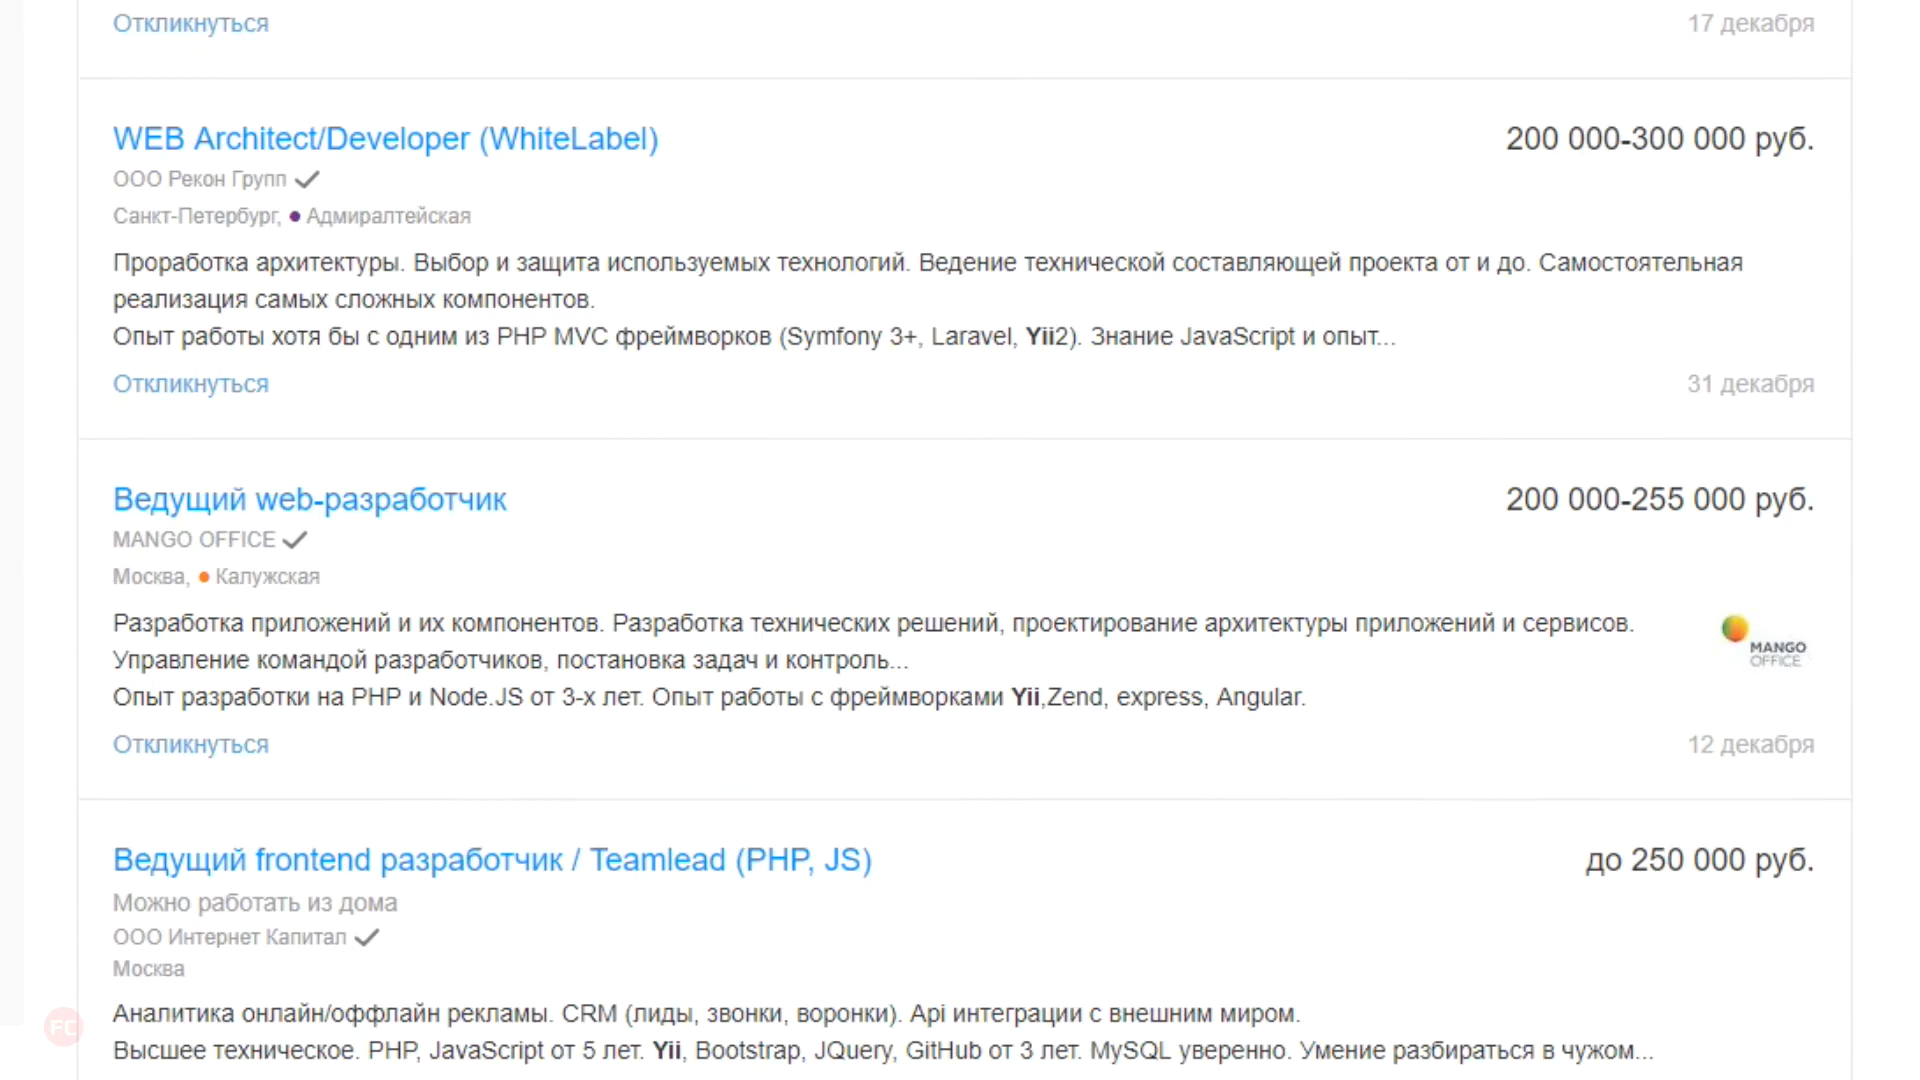 Откликнуться
17 декабря
WEB Architect/Developer (WhiteLabel)
200 000-300 000 руб.
ООО Рекон Групп
Санкт-Петербург, Адмиралтейская
Проработка архитектуры. Выбор и защита используемых технологий. Ведение технической составляющей проекта от и до. Самостоятельная
реализация самых сложных компонентов.
Опыт работы хотя бы с одним из PHP MVC фреймворков (Symfony 3+, Laravel, Yii2). Знание JavaScript и опыт...
Откликнуться
31 декабря
Ведущий web-разработчик
200 000-255 000 руб.
MANGO OFFICE
Москва, Калужская
Разработка приложений и их компонентов. Разработка технических решений, проектирование архитектуры приложений и сервисов.
Управление командой разработчиков, постановка задач и контроль...
Опыт разработки на PHP и Node.JS от 3-х лет. Опыт работы с фреймворками Yii,Zend, express, Angular.
MANGO
OFFICE
Откликнуться
12 декабря
Ведущий frontend разработчик / Teamlead (PHP, JS)
до 250 000 руб.
Можно работать из дома
ООО Интернет Капитал
Москва
Аналитика онлайн/оффлайн рекламы. CRM (лиды, звонки, воронки). Api интеграции с внешним миром.
Высшее техническое. PHP, JavaScript от 5 лет. Yii, Bootstrap, JQuery, GitHub от 3 лет. MySQL уверенно. Умение разбираться в чужом...
FC